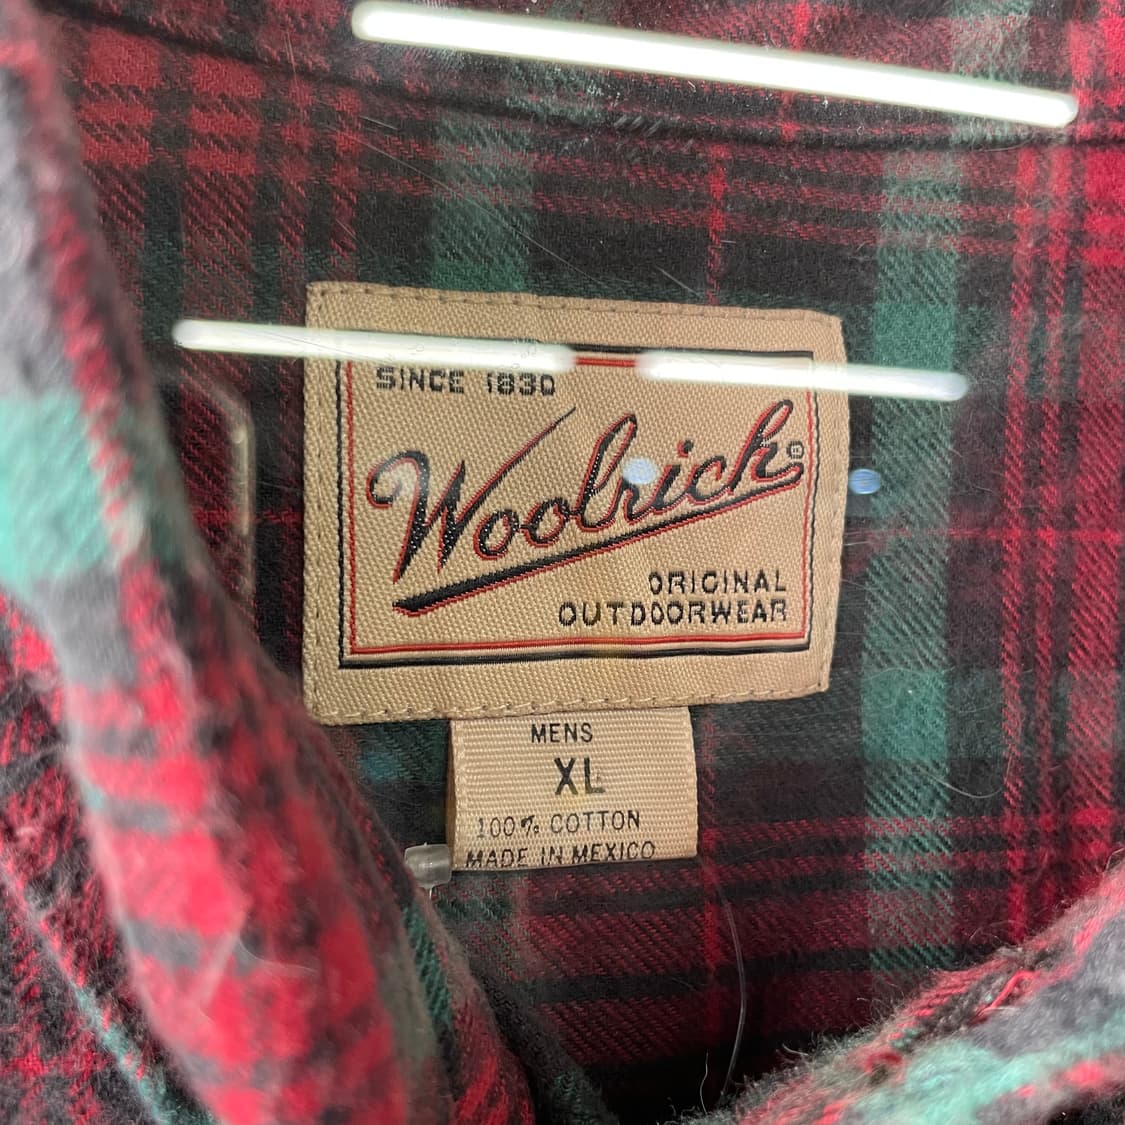 SINCE 1830
Woolrich®
ORIGINAL
OUTDOORWEAR
MENS
XL
100% COTTON
MADE IN MEXICO